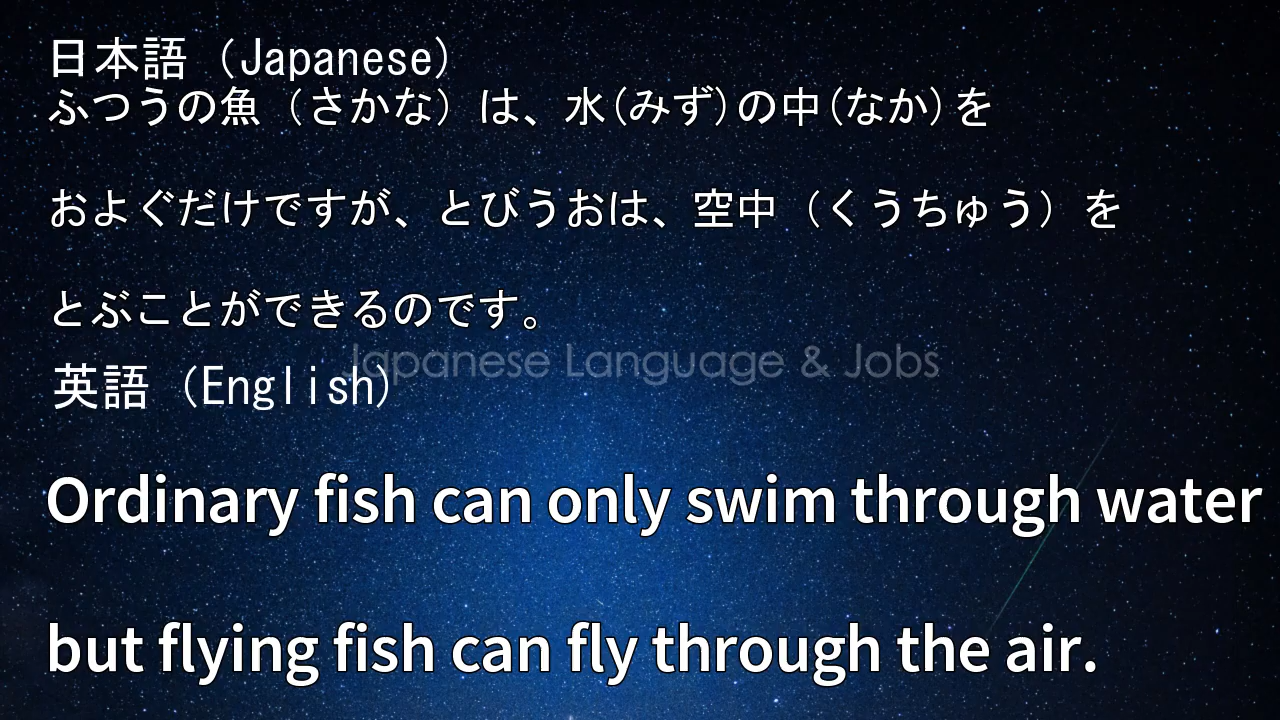 日本語（Japanese）
ふつうの魚（さかな）は、水(みず)の中(なか)を
およぐだけですが、とびうおは、空中（くうちゅう）を
とぶことができるのです。
Japanese Language & Jobs
英語（English）
Ordinary fish can only swim through water
but flying fish can fly through the air.